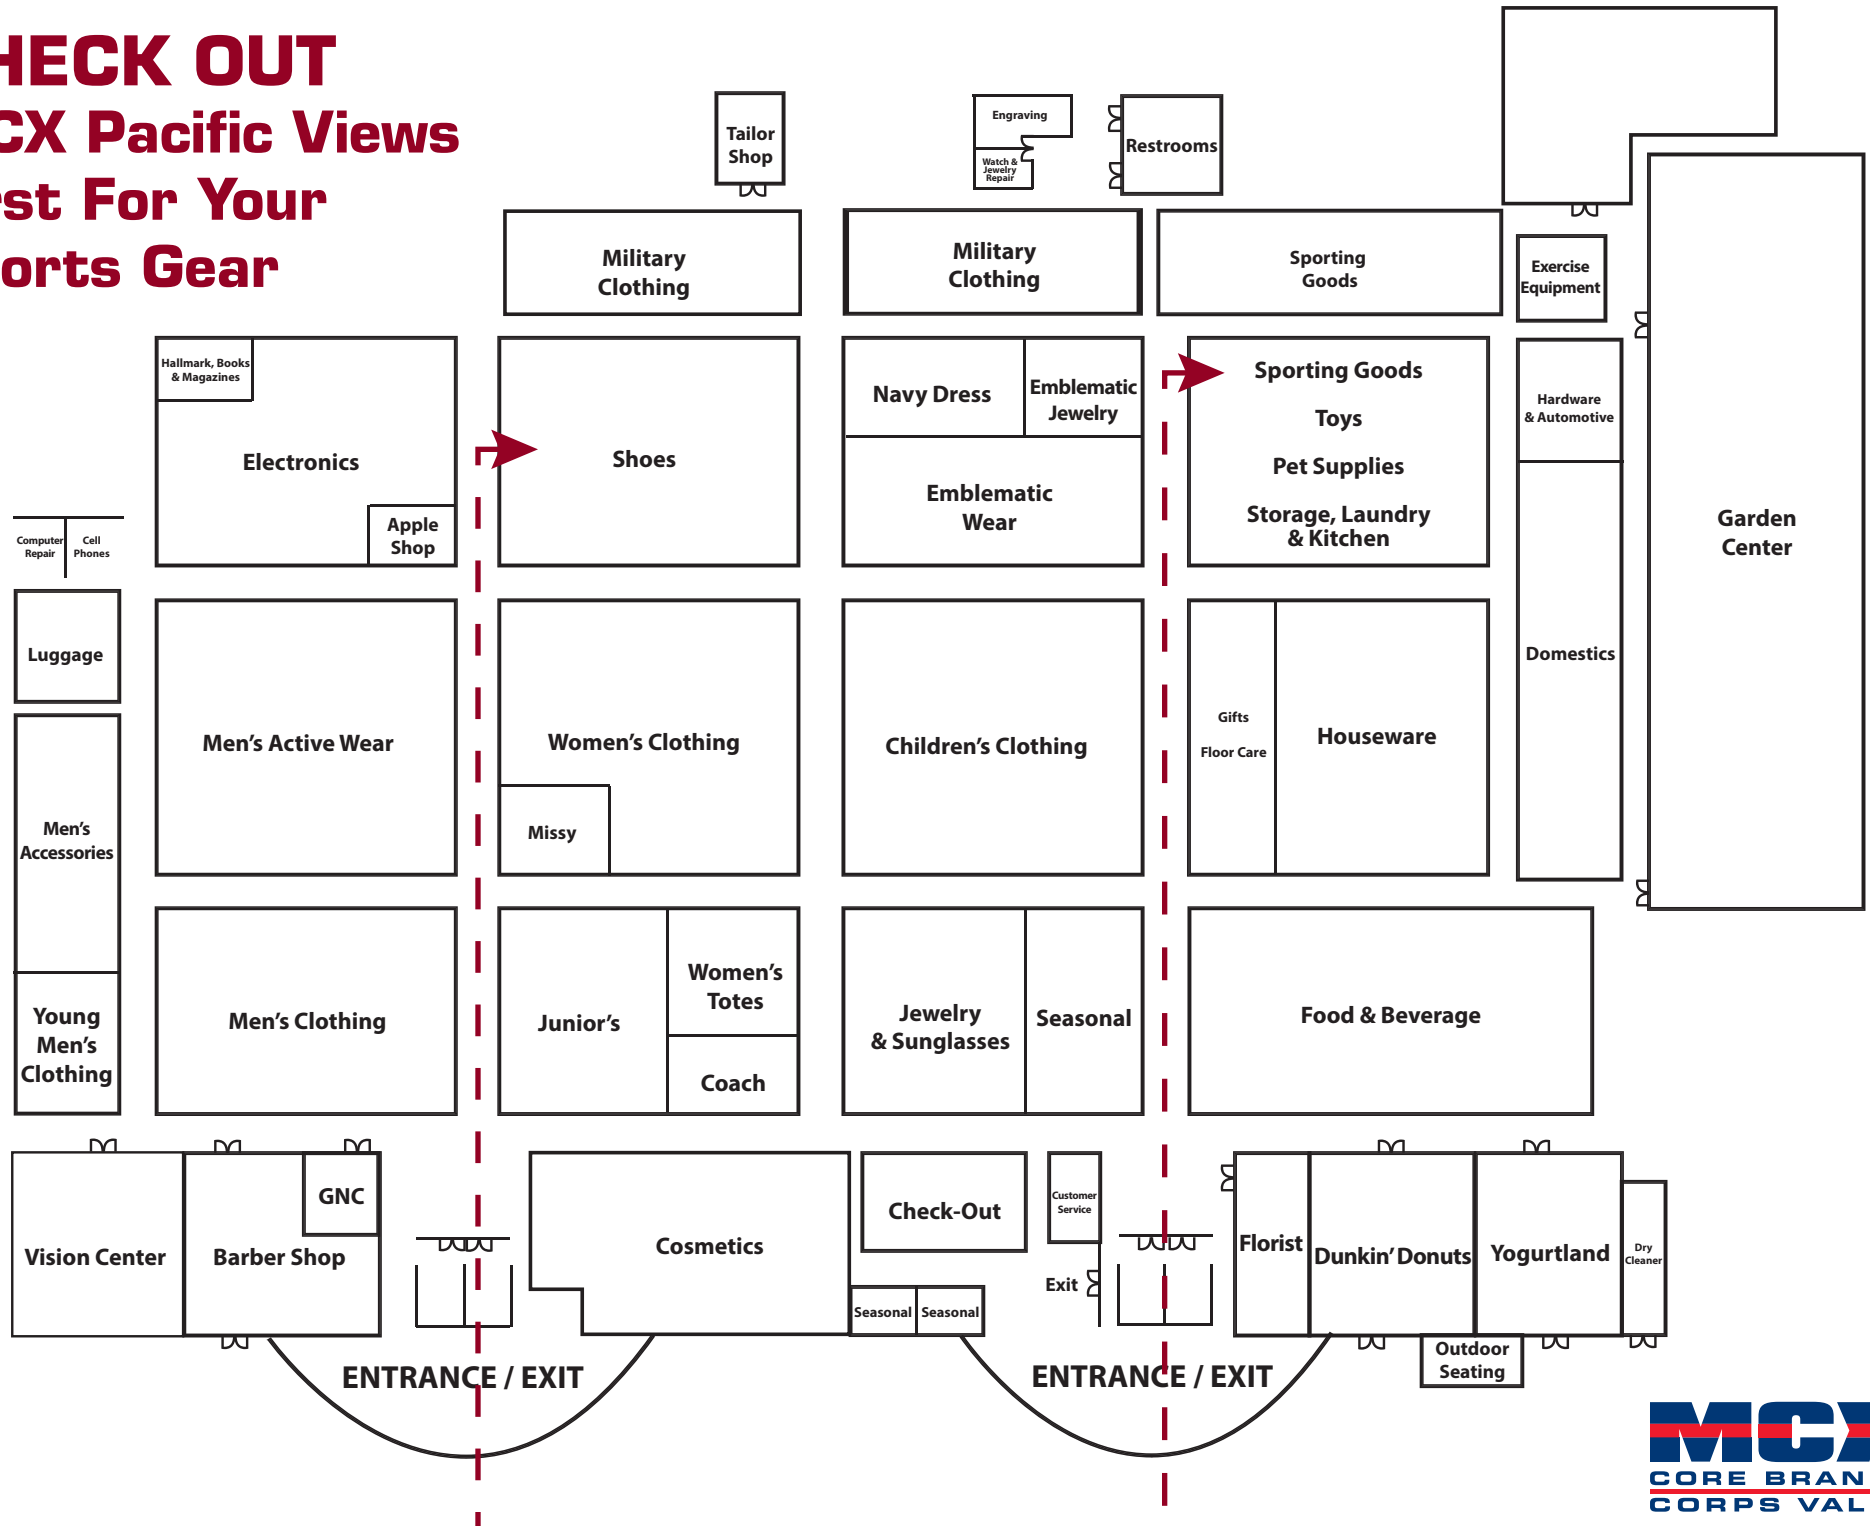 HECK OUT
CX Pacific Views
rst For Your
orts Gear
Tailor
Shop
Engraving
Watch &
Jewelry
Repair
Restrooms
Military
Clothing
Military
Clothing
Sporting
Goods
Exercise
Equipment
Hallmark, Books
& Magazines
Electronics
Apple
Shop
Shoes
Navy Dress
Emblematic
Jewelry
Emblematic
Wear
Sporting Goods
Toys
Pet Supplies
Storage, Laundry
& Kitchen
Hardware
& Automotive
Garden
Center
Computer
Repair
Cell
Phones
Luggage
Men's Active Wear
Women's Clothing
Missy
Children's Clothing
Gifts
Floor Care
Houseware
Domestics
Men's
Accessories
Young
Men's
Clothing
Men's Clothing
Junior's
Women's
Totes
Coach
Jewelry
& Sunglasses
Seasonal
Food & Beverage
Vision Center
Barber Shop
GNC
Cosmetics
Check-Out
Customer
Service
Exit
Seasonal
Seasonal
Florist
Dunkin' Donuts
Yogurtland
Dry
Cleaner
Outdoor
Seating
ENTRANCE / EXIT
ENTRANCE / EXIT
MCX
CORE BRAN
CORPS VAL